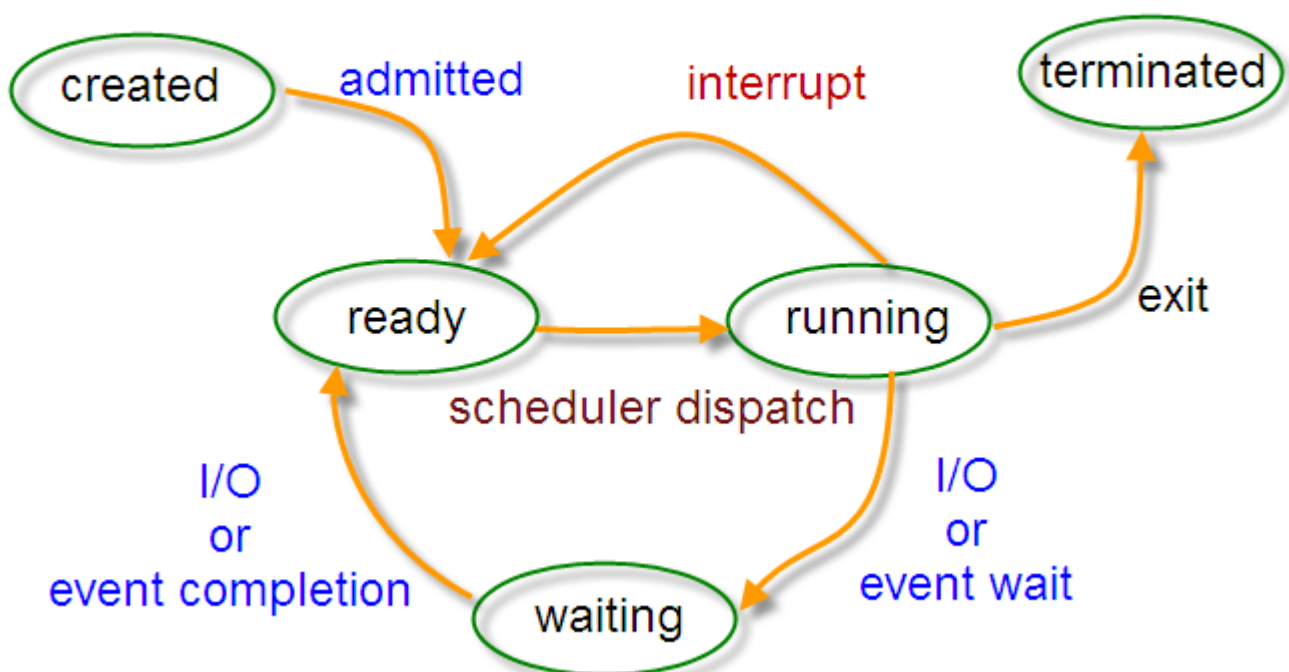 created
admitted
interrupt
terminated
ready
running
exit
scheduler dispatch
I/O
or
event completion
I/O
or
event wait
waiting